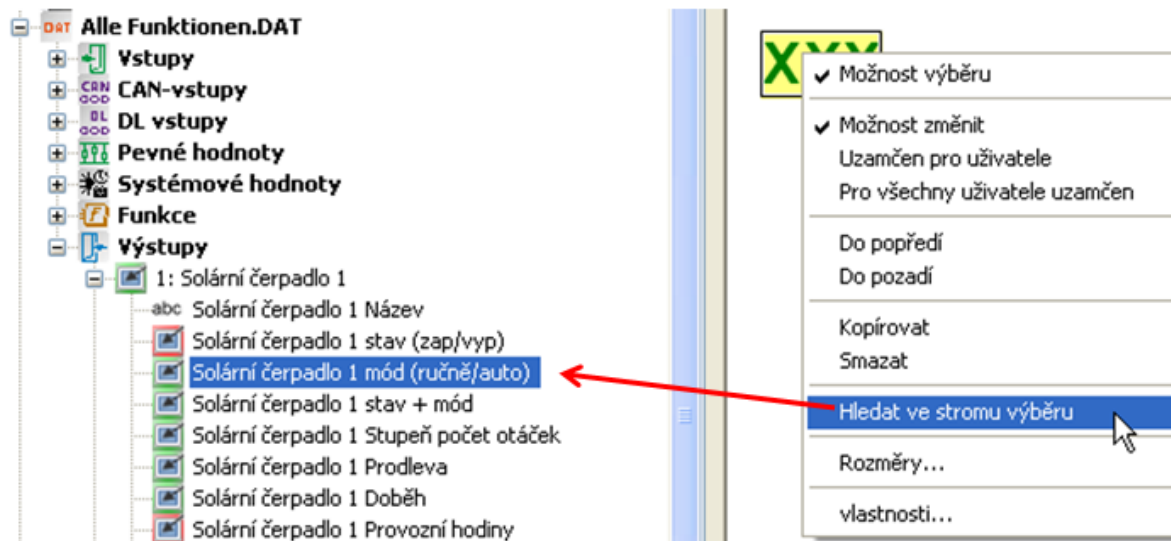 DAT Alle Funktionen.DAT
Vstupy
CAN-vstupy
DL vstupy
Pevné hodnoty
Systémové hodnoty
Funkce
Výstupy
1: Solární čerpadlo 1
abc Solární čerpadlo 1 Název
Solární čerpadlo 1 stav (zap/vyp)
Solární čerpadlo 1 mód (ručně/auto)
Solární čerpadlo 1 stav + mód
Solární čerpadlo 1 Stupeň počet otáček
Solární čerpadlo 1 Prodleva
Solární čerpadlo 1 Doběh
Solární čerpadlo 1 Provozní hodiny
XXX
Možnost výběru
Možnost změnit
Uzamčen pro uživatele
Pro všechny uživatele uzamčen
Do popředí
Do pozadí
Kopírovat
Smazat
Hledat ve stromu výběru
Rozměry...
vlastnosti...